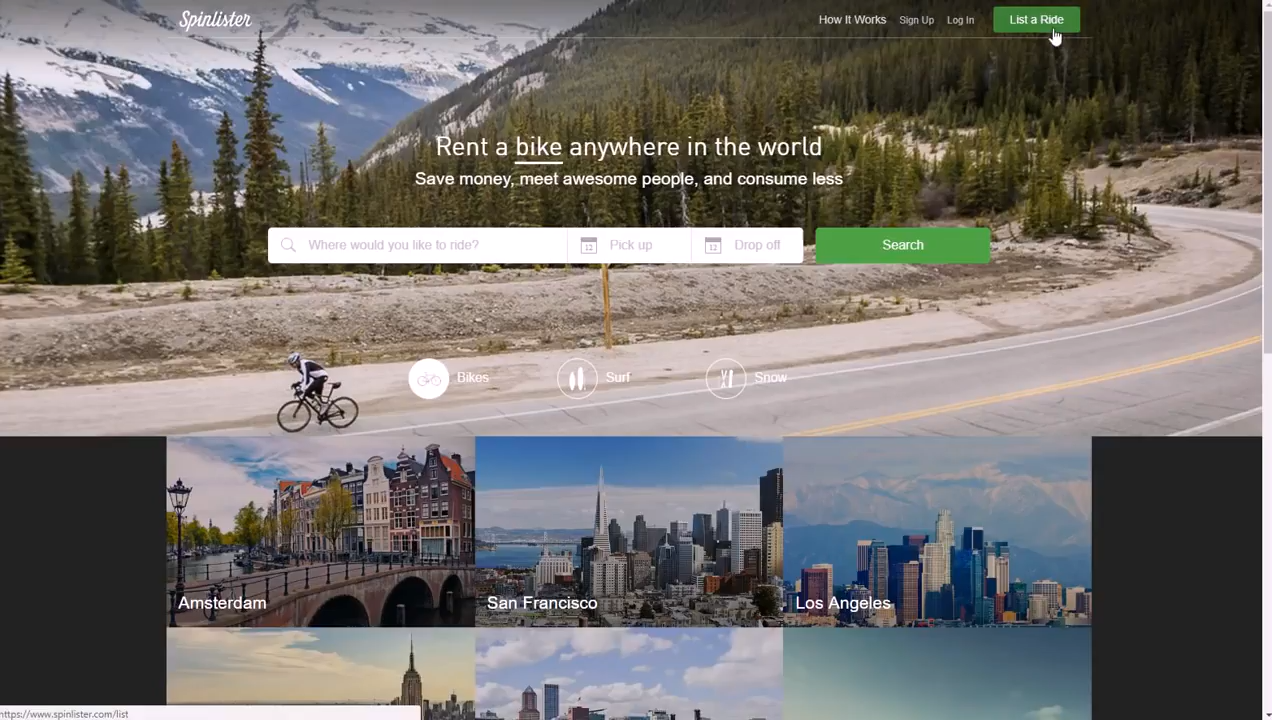 Spinlister
How It Works
Sign Up
Log In
List a Ride
Rent a bike anywhere in the world
Save money, meet awesome people, and consume less
Where would you like to ride?
12
Pick up
12
Drop off
Search
Bikes
Surf
Snow
Amsterdam
San Francisco
Los Angeles
https://www.spinlister.com/list